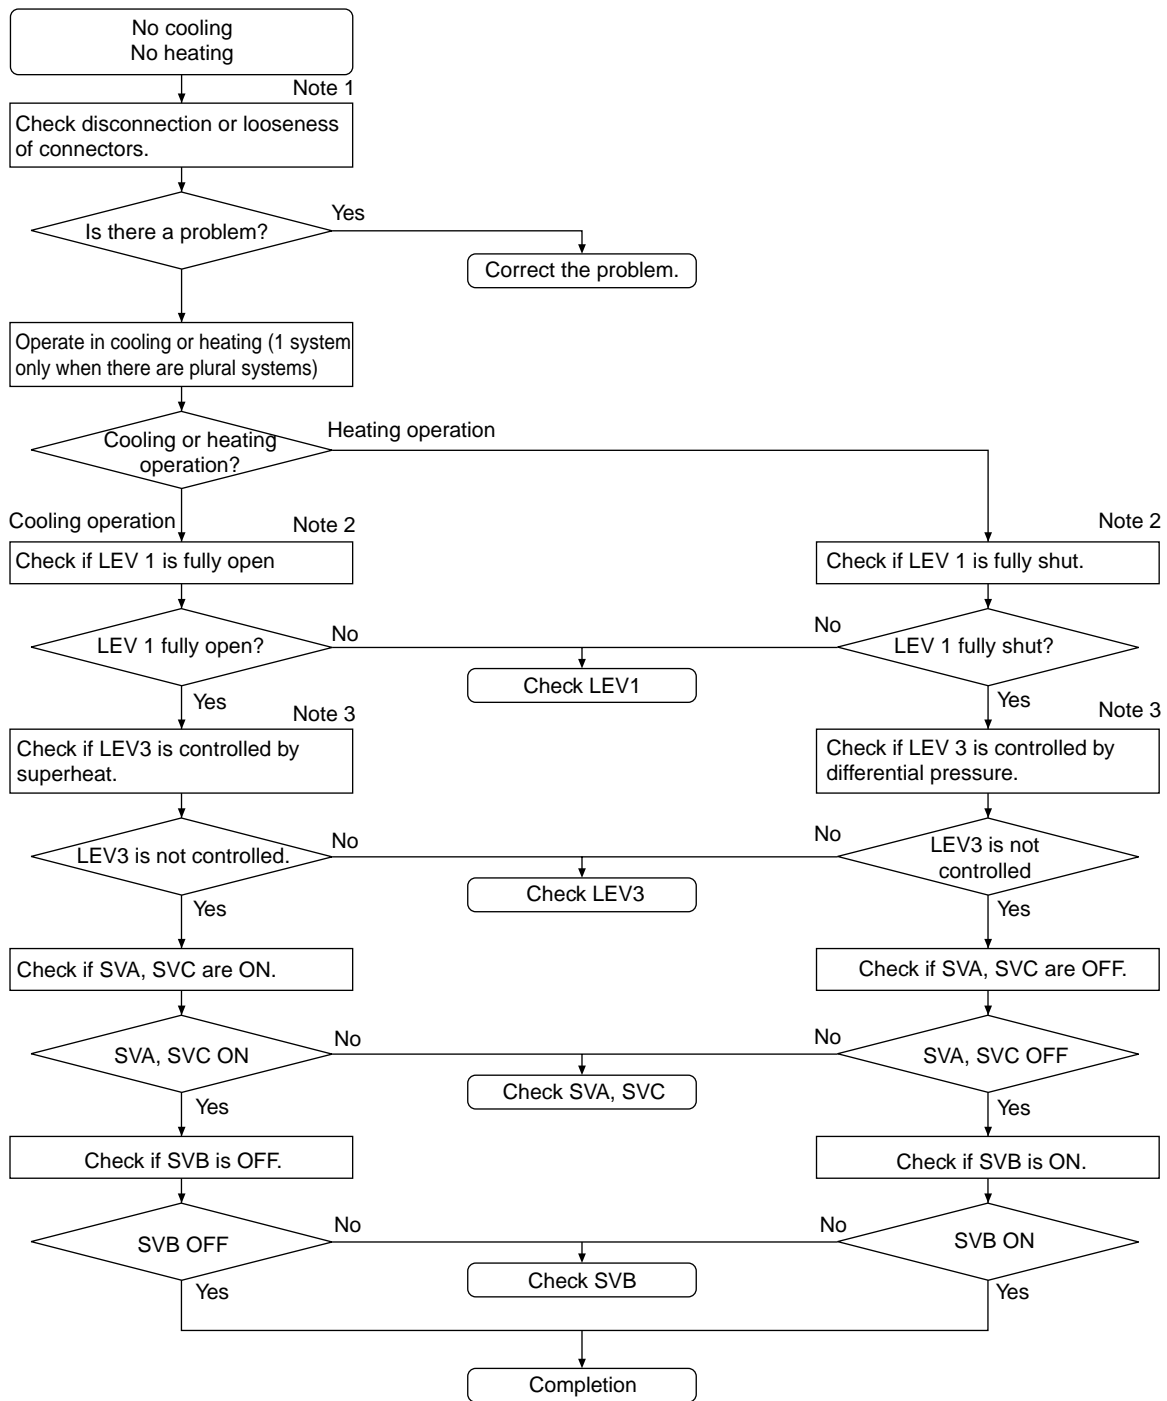 No cooling
No heating
Note 1
Check disconnection or looseness
of connectors.
Is there a problem?
Yes
Correct the problem.
Operate in cooling or heating (1 system
only when there are plural systems)
Cooling or heating
operation?
Heating operation
Cooling operation
Note 2
Note 2
Check if LEV 1 is fully open
Check if LEV 1 is fully shut.
LEV 1 fully open?
No
No
LEV 1 fully shut?
Check LEV1
Yes
Yes
Note 3
Note 3
Check if LEV3 is controlled by
superheat.
Check if LEV 3 is controlled by
differential pressure.
LEV3 is not controlled.
No
No
LEV3 is not
controlled
Check LEV3
Yes
Yes
Check if SVA, SVC are ON.
Check if SVA, SVC are OFF.
SVA, SVC ON
No
No
SVA, SVC OFF
Check SVA, SVC
Yes
Yes
Check if SVB is OFF.
Check if SVB is ON.
SVB OFF
No
No
SVB ON
Check SVB
Yes
Yes
Completion